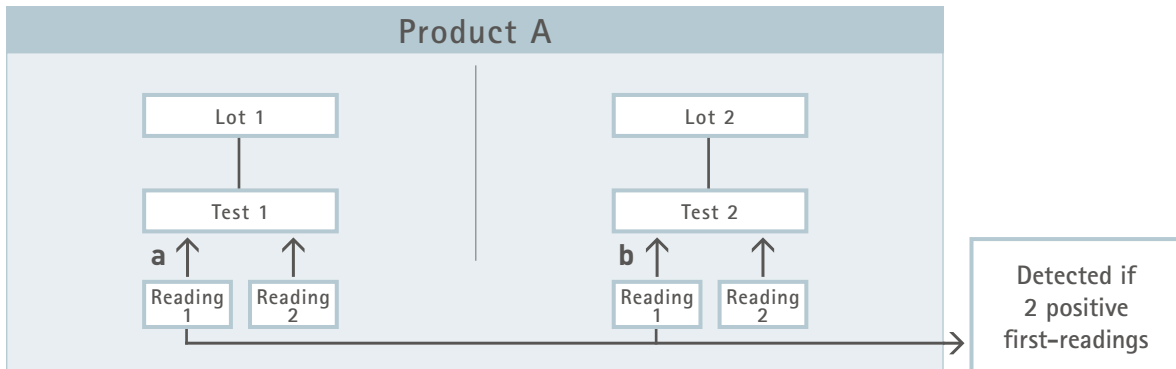 Product A
Lot 1
Lot 2
Test 1
Test 2
a
b
Reading
1
Reading
2
Reading
1
Reading
2
Detected if
2 positive
first-readings